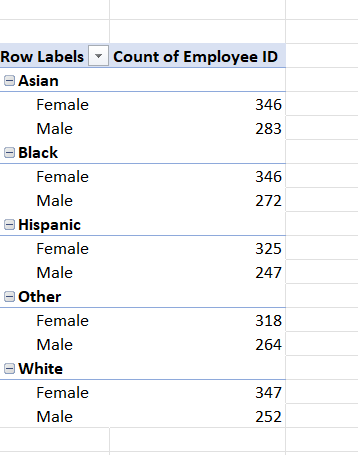 Row Labels Count of Employee ID
Asian
Female 346
Male 283
Black
Female 346
Male 272
Hispanic
Female 325
Male 247
Other
Female 318
Male 264
White
Female 347
Male 252